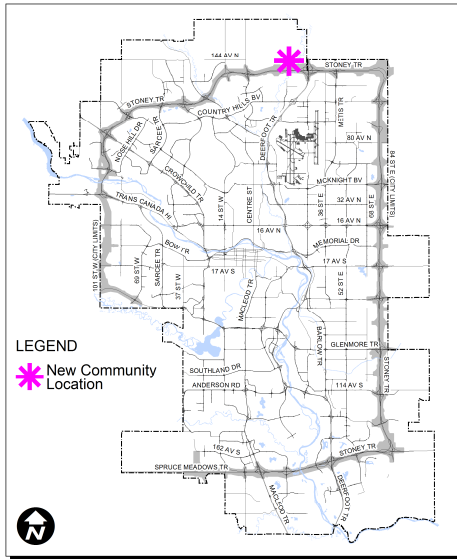 144 AV N
STONEY TR
STONEY TR
COUNTRY HILLS BV
NOSE HILL DR
SARCEE TR
DEERFOOT TR
METIS TR
80 AV N
CROWCHILD TR
MCKNIGHT BV
84 ST E (CITY LIMITS)
TRANS CANADA HI
14 ST W
CENTRE ST
36 ST E
32 AV N
68 ST E
16 AV N
16 AV N
101 ST W (CITY LIMITS)
BOW TR
MEMORIAL DR
69 ST W
SARCEE TR
37 ST W
17 AV S
17 AV S
52 ST E
MACLEOD TR
BARLOW TR
LEGEND
New Community
Location
GLENMORE TR
STONEY TR
SOUTHLAND DR
ANDERSON RD
114 AV S
162 AV S
STONEY TR
SPRUCE MEADOWS TR
MACLEOD TR
DEERFOOT TR
N